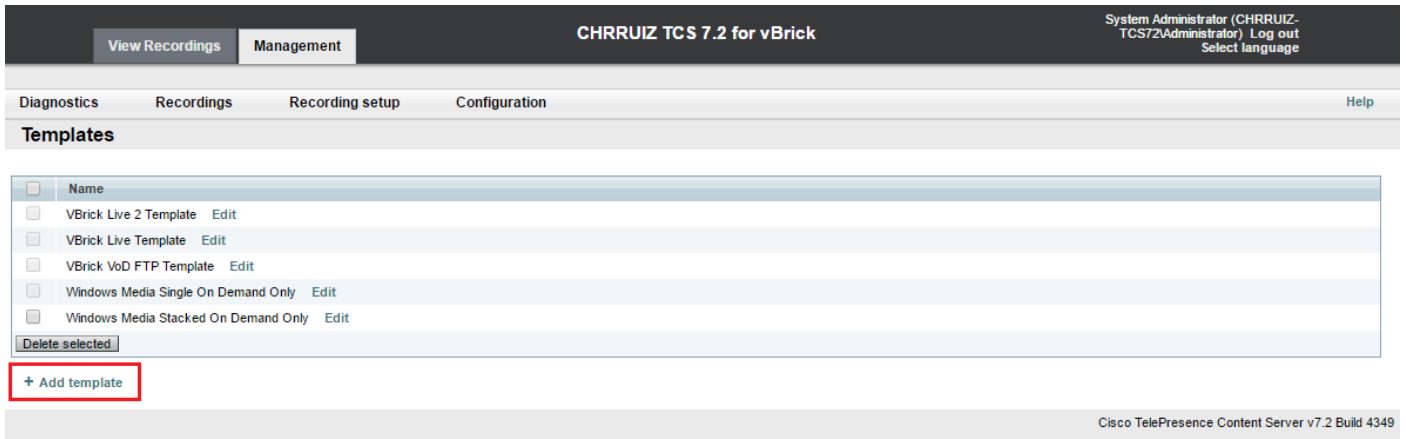 View Recordings
Management
CHRRUIZ TCS 7.2 for vBrick
System Administrator (CHRRUIZ-
TCS72\Administrator) Log out
Select language
Diagnostics Recordings Recording setup Configuration Help
Templates
Name
VBrick Live 2 Template Edit
VBrick Live Template Edit
VBrick VoD FTP Template Edit
Windows Media Single On Demand Only Edit
Windows Media Stacked On Demand Only Edit
Delete selected
+ Add template
Cisco TelePresence Content Server v7.2 Build 4349